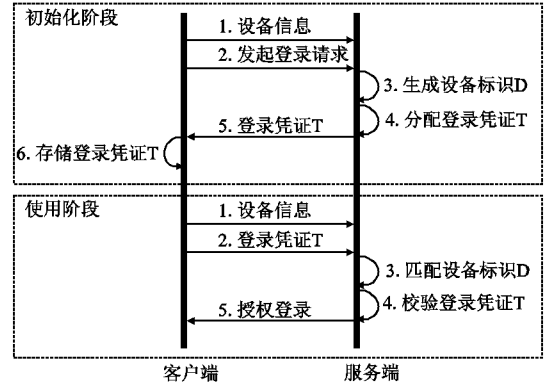 初始化阶段
1. 设备信息
2. 发起登录请求
3. 生成设备标识D
4. 分配登录凭证T
5. 登录凭证T
6. 存储登录凭证T
使用阶段
1. 设备信息
2. 登录凭证T
3. 匹配设备标识D
4. 校验登录凭证T
5. 授权登录
客户端
服务端